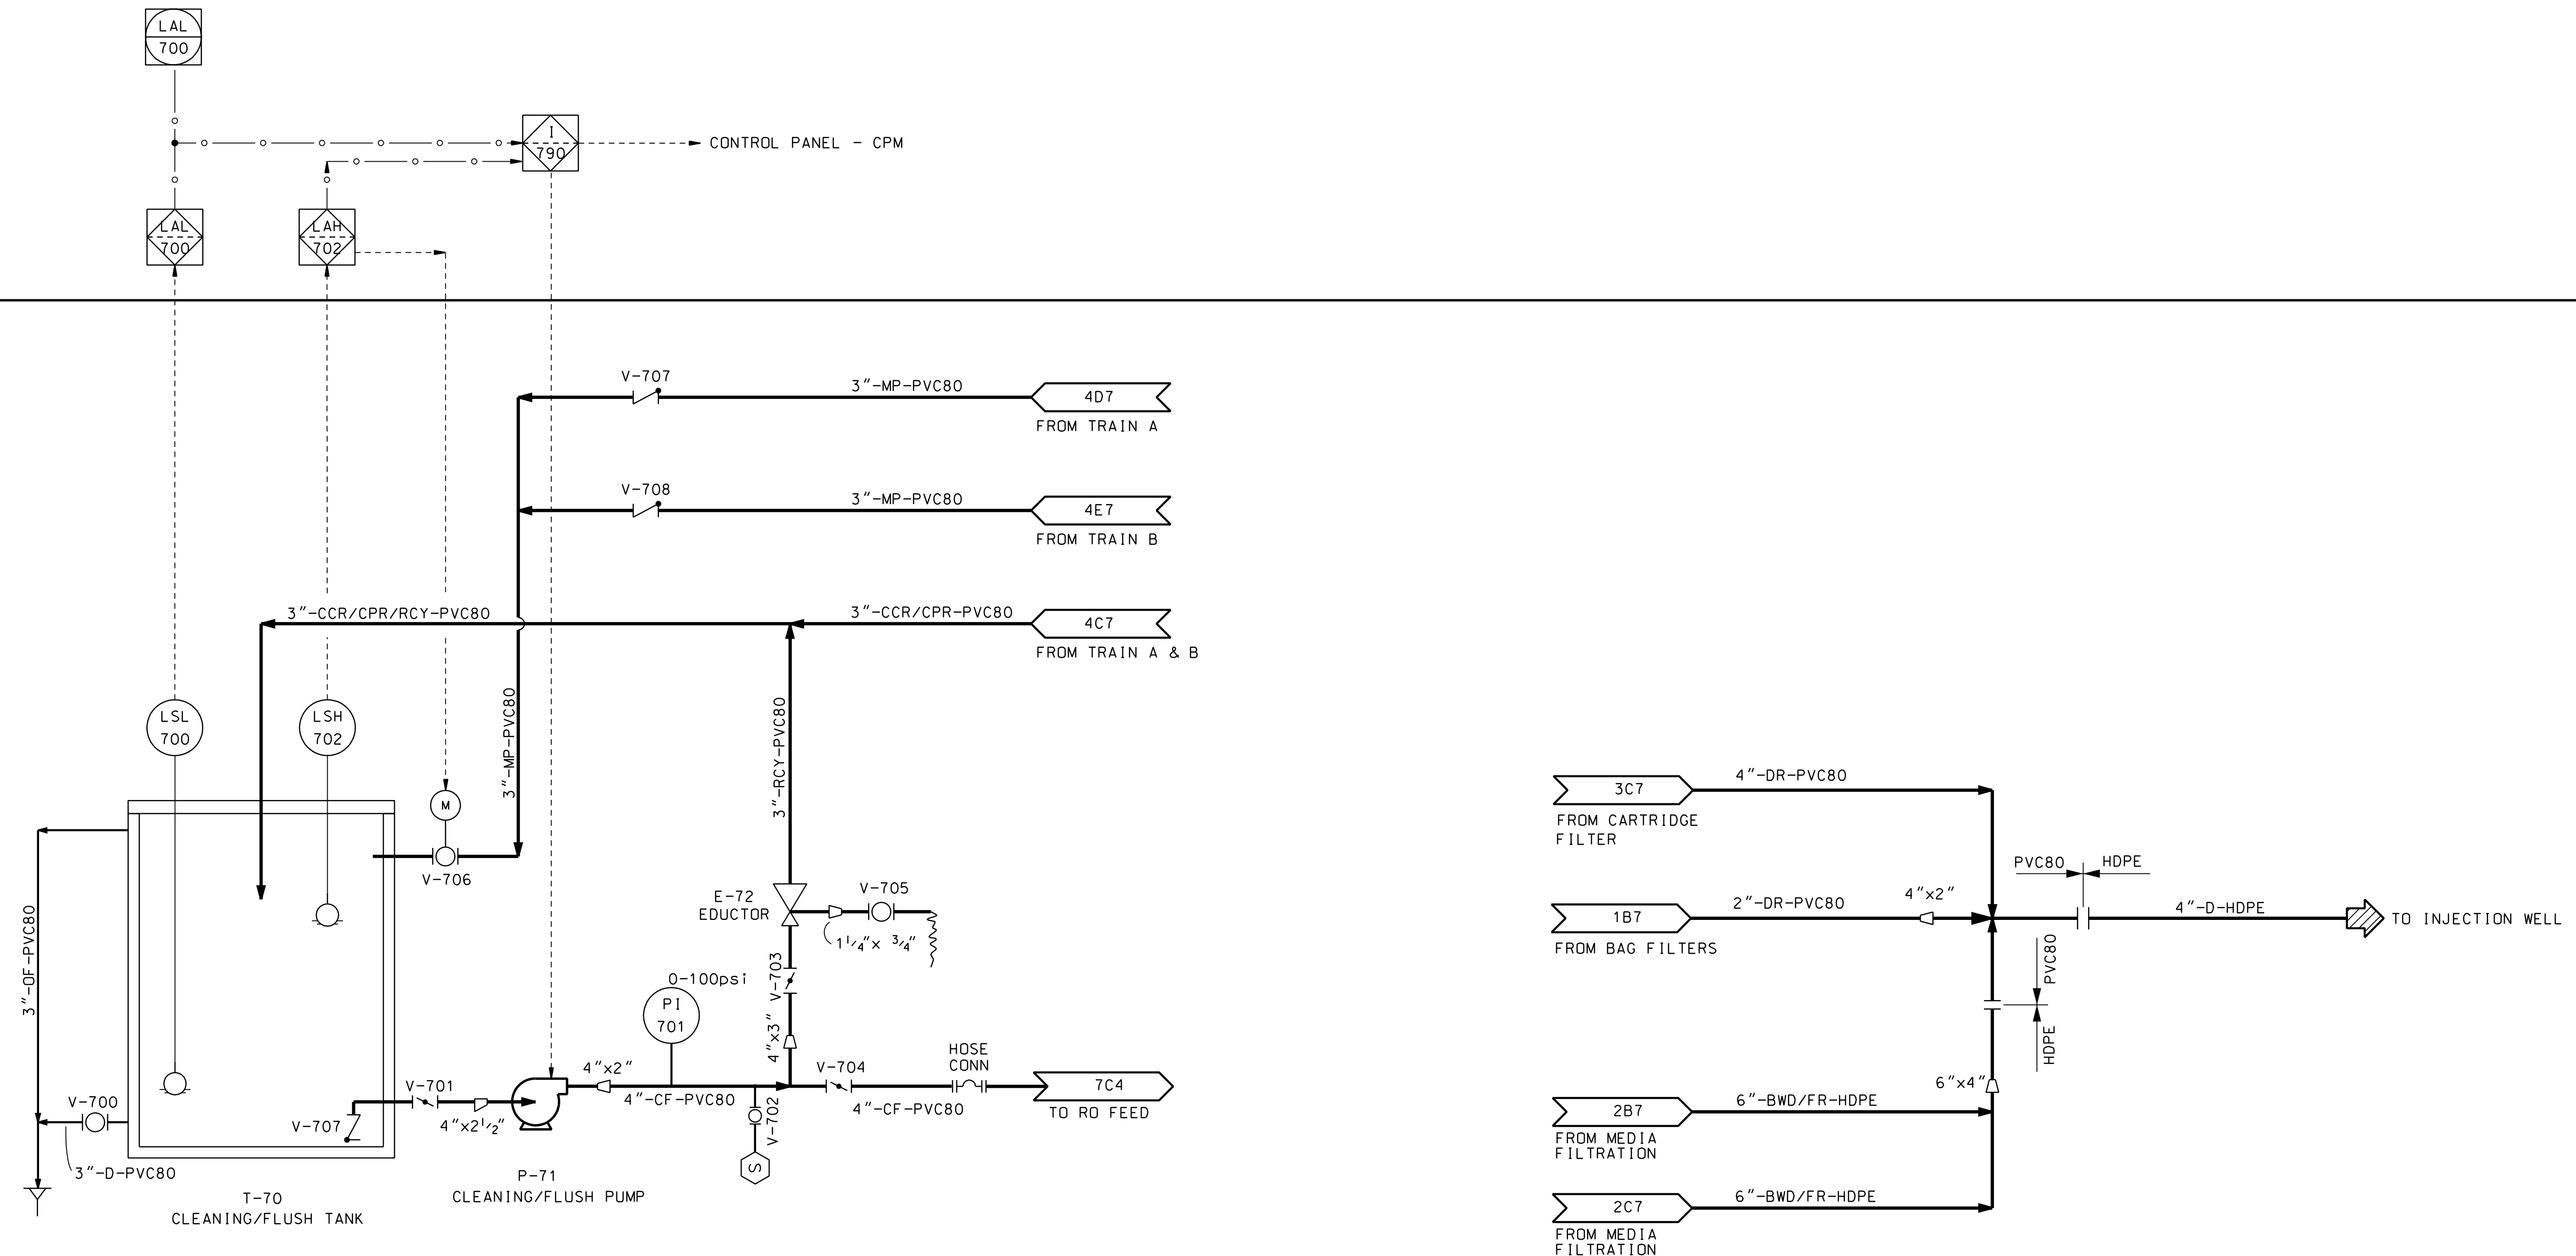 LAL
700
I
790
CONTROL PANEL - CPM
LAL
700
LAH
702
V-707
3"-MP-PVC80
4D7
FROM TRAIN A
V-708
3"-MP-PVC80
4E7
FROM TRAIN B
3"-CCR/CPR/RCY-PVC80
3"-CCR/CPR-PVC80
4C7
FROM TRAIN A & B
LSL
700
LSH
702
3"-MP-PVC80
3"-RCY-PVC80
M
V-706
3"-OF-PVC80
E-72
EDUCTOR
V-705
1 1/4"x 3/4"
V-703
0-100psi
PI
701
4"x3"
4"x2"
V-704
HOSE
CONN
7C4
TO RO FEED
4"-CF-PVC80
4"-CF-PVC80
V-702
S
V-701
4"x2 1/2"
V-707
V-700
3"-D-PVC80
P-71
CLEANING/FLUSH PUMP
T-70
CLEANING/FLUSH TANK
3C7
4"-DR-PVC80
FROM CARTRIDGE
FILTER
1B7
2"-DR-PVC80
4"x2"
FROM BAG FILTERS
PVC80
HDPE
4"-D-HDPE
TO INJECTION WELL
PVC80
HDPE
6"x4"
2B7
6"-BWD/FR-HDPE
FROM MEDIA
FILTRATION
2C7
6"-BWD/FR-HDPE
FROM MEDIA
FILTRATION